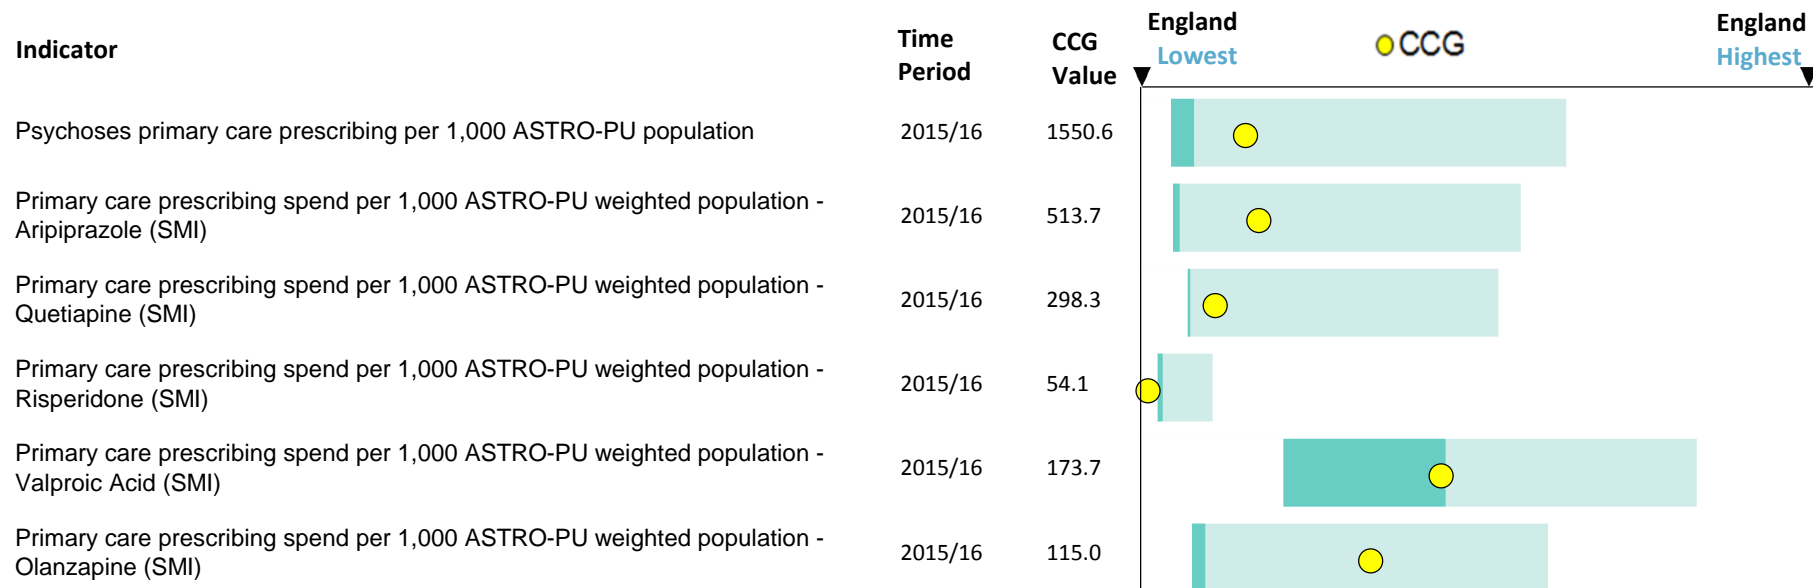 Indicator
Time Period
CCG Value
England Lowest
CCG
England Highest
Psychoses primary care prescribing per 1,000 ASTRO-PU population 2015/16 1550.6
Primary care prescribing spend per 1,000 ASTRO-PU weighted population -
Aripiprazole (SMI) 2015/16 513.7
Primary care prescribing spend per 1,000 ASTRO-PU weighted population -
Quetiapine (SMI) 2015/16 298.3
Primary care prescribing spend per 1,000 ASTRO-PU weighted population -
Risperidone (SMI) 2015/16 54.1
Primary care prescribing spend per 1,000 ASTRO-PU weighted population -
Valproic Acid (SMI) 2015/16 173.7
Primary care prescribing spend per 1,000 ASTRO-PU weighted population -
Olanzapine (SMI) 2015/16 115.0